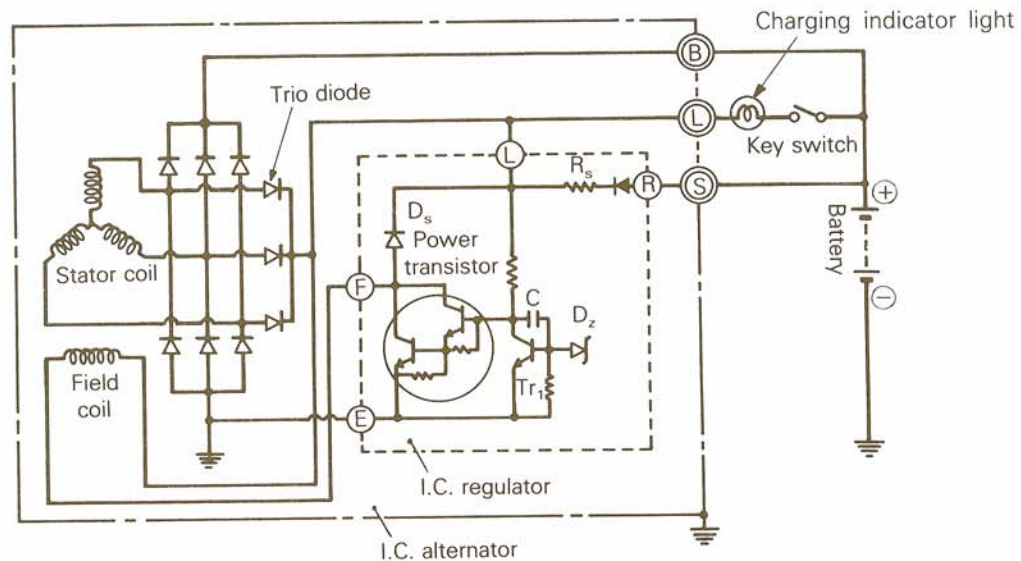 Charging indicator light
B
Trio diode
L
Key switch
L
Rs
R
S
⊕
Ds
Power
transistor
Battery
Stator coil
F
C
Dz
⊖
Field
coil
Tr1
E
I.C. regulator
I.C. alternator